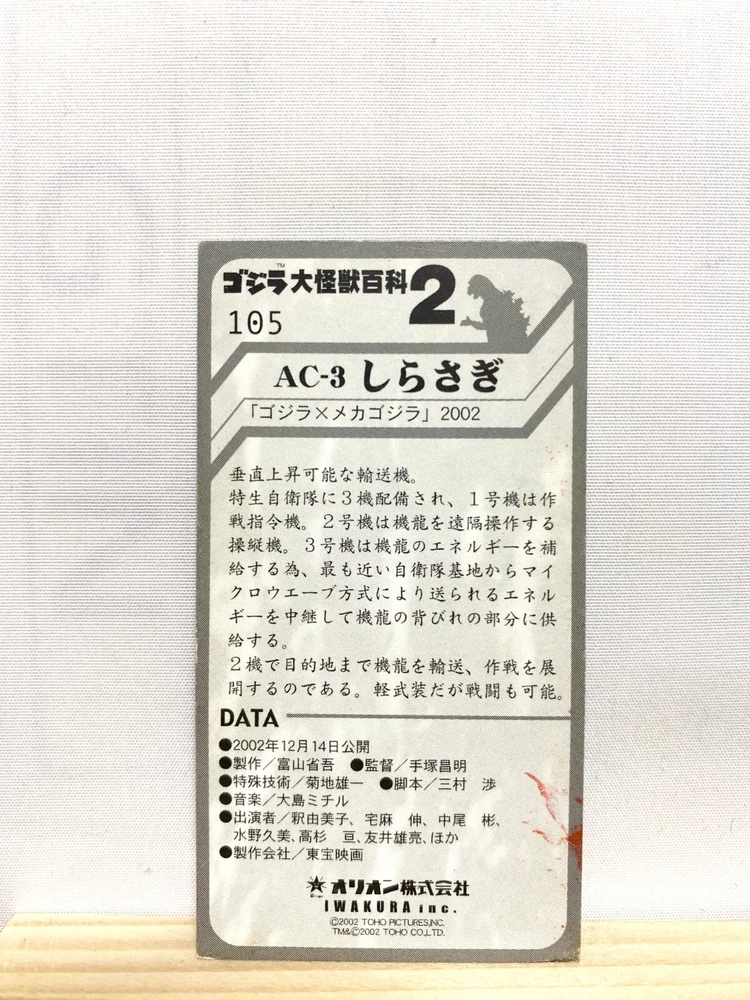 ゴジラ™大怪獣百科2
105
AC-3 しらさぎ
「ゴジラ×メカゴジラ」2002
垂直上昇可能な輸送機。
特生自衛隊に3機配備され、1号機は作
戦指令機。2号機は機龍を遠隔操作する
操縦機。3号機は機龍のエネルギーを補
給する為、最も近い自衛隊基地からマイ
クロウエーブ方式により送られるエネル
ギーを中継して機龍の背びれの部分に供
給する。
2機で目的地まで機龍を輸送、作戦を展
開するのである。軽武装だが戦闘も可能。
DATA
●2002年12月14日公開
●製作/富山省吾 ●監督/手塚昌明
●特殊技術/菊地雄一 ●脚本/三村 渉
●音楽/大島ミチル
●出演者/釈由美子、宅麻 伸、中尾 彬、
水野久美、高杉 亘、友井雄亮、ほか
●製作会社/東宝映画
オリオン株式会社
IWAKURA inc.
©2002 TOHO PICTURES,INC.
TM&©2002 TOHO CO.,LTD.